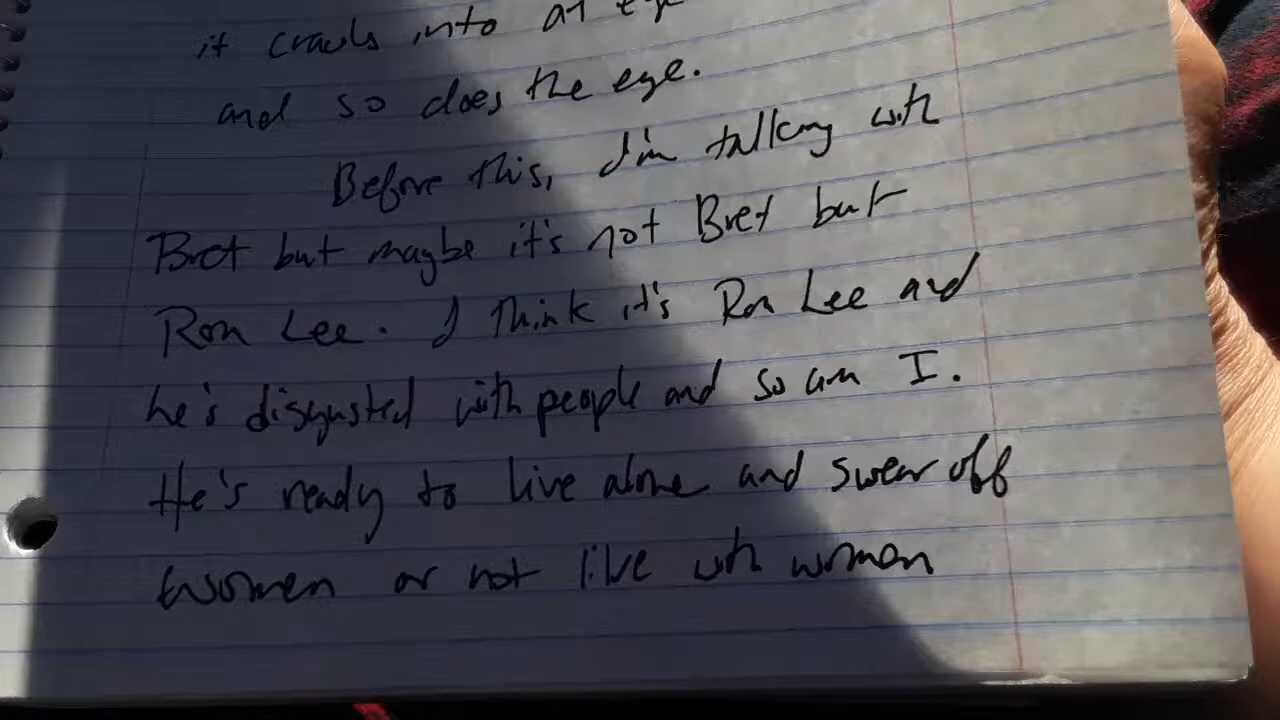 it crawls into an eye
and so does the eye.
Before this, I'm talking with
Bret but maybe it's not Bret but
Ron Lee. I think it's Ron Lee and
he's disgusted with people and so am I.
He's ready to live alone and swear off
women or not live with women